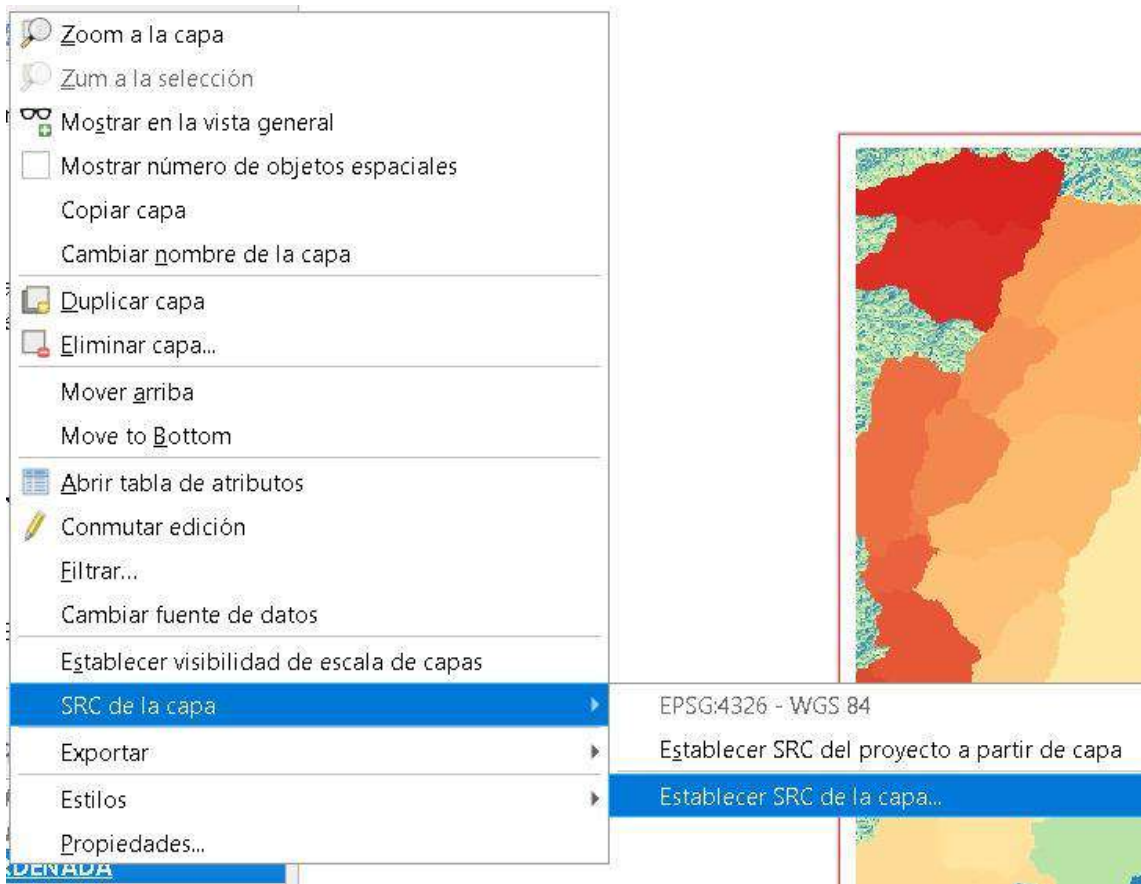 Zoom a la capa
Zum a la selección
Mostrar en la vista general
Mostrar número de objetos espaciales
Copiar capa
Cambiar nombre de la capa
Duplicar capa
Eliminar capa...
Mover arriba
Move to Bottom
Abrir tabla de atributos
Conmutar edición
Filtrar...
Cambiar fuente de datos
Establecer visibilidad de escala de capas
SRC de la capa
EPSG:4326 - WGS 84
Establecer SRC del proyecto a partir de capa
Exportar
Establecer SRC de la capa...
Estilos
Propiedades...
RDENADA